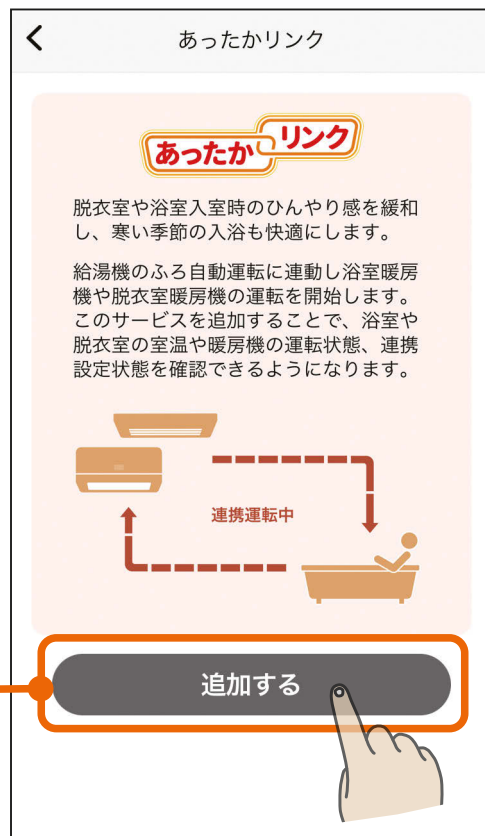 あったかリンク
あったか リンク
脱衣室や浴室入室時のひんやり感を緩和
し、寒い季節の入浴も快適にします。
給湯機のふろ自動運転に連動し浴室暖房
機や脱衣室暖房機の運転を開始します。
このサービスを追加することで、浴室や
脱衣室の室温や暖房機の運転状態、連携
設定状態を確認できるようになります。
連携運転中
追加する